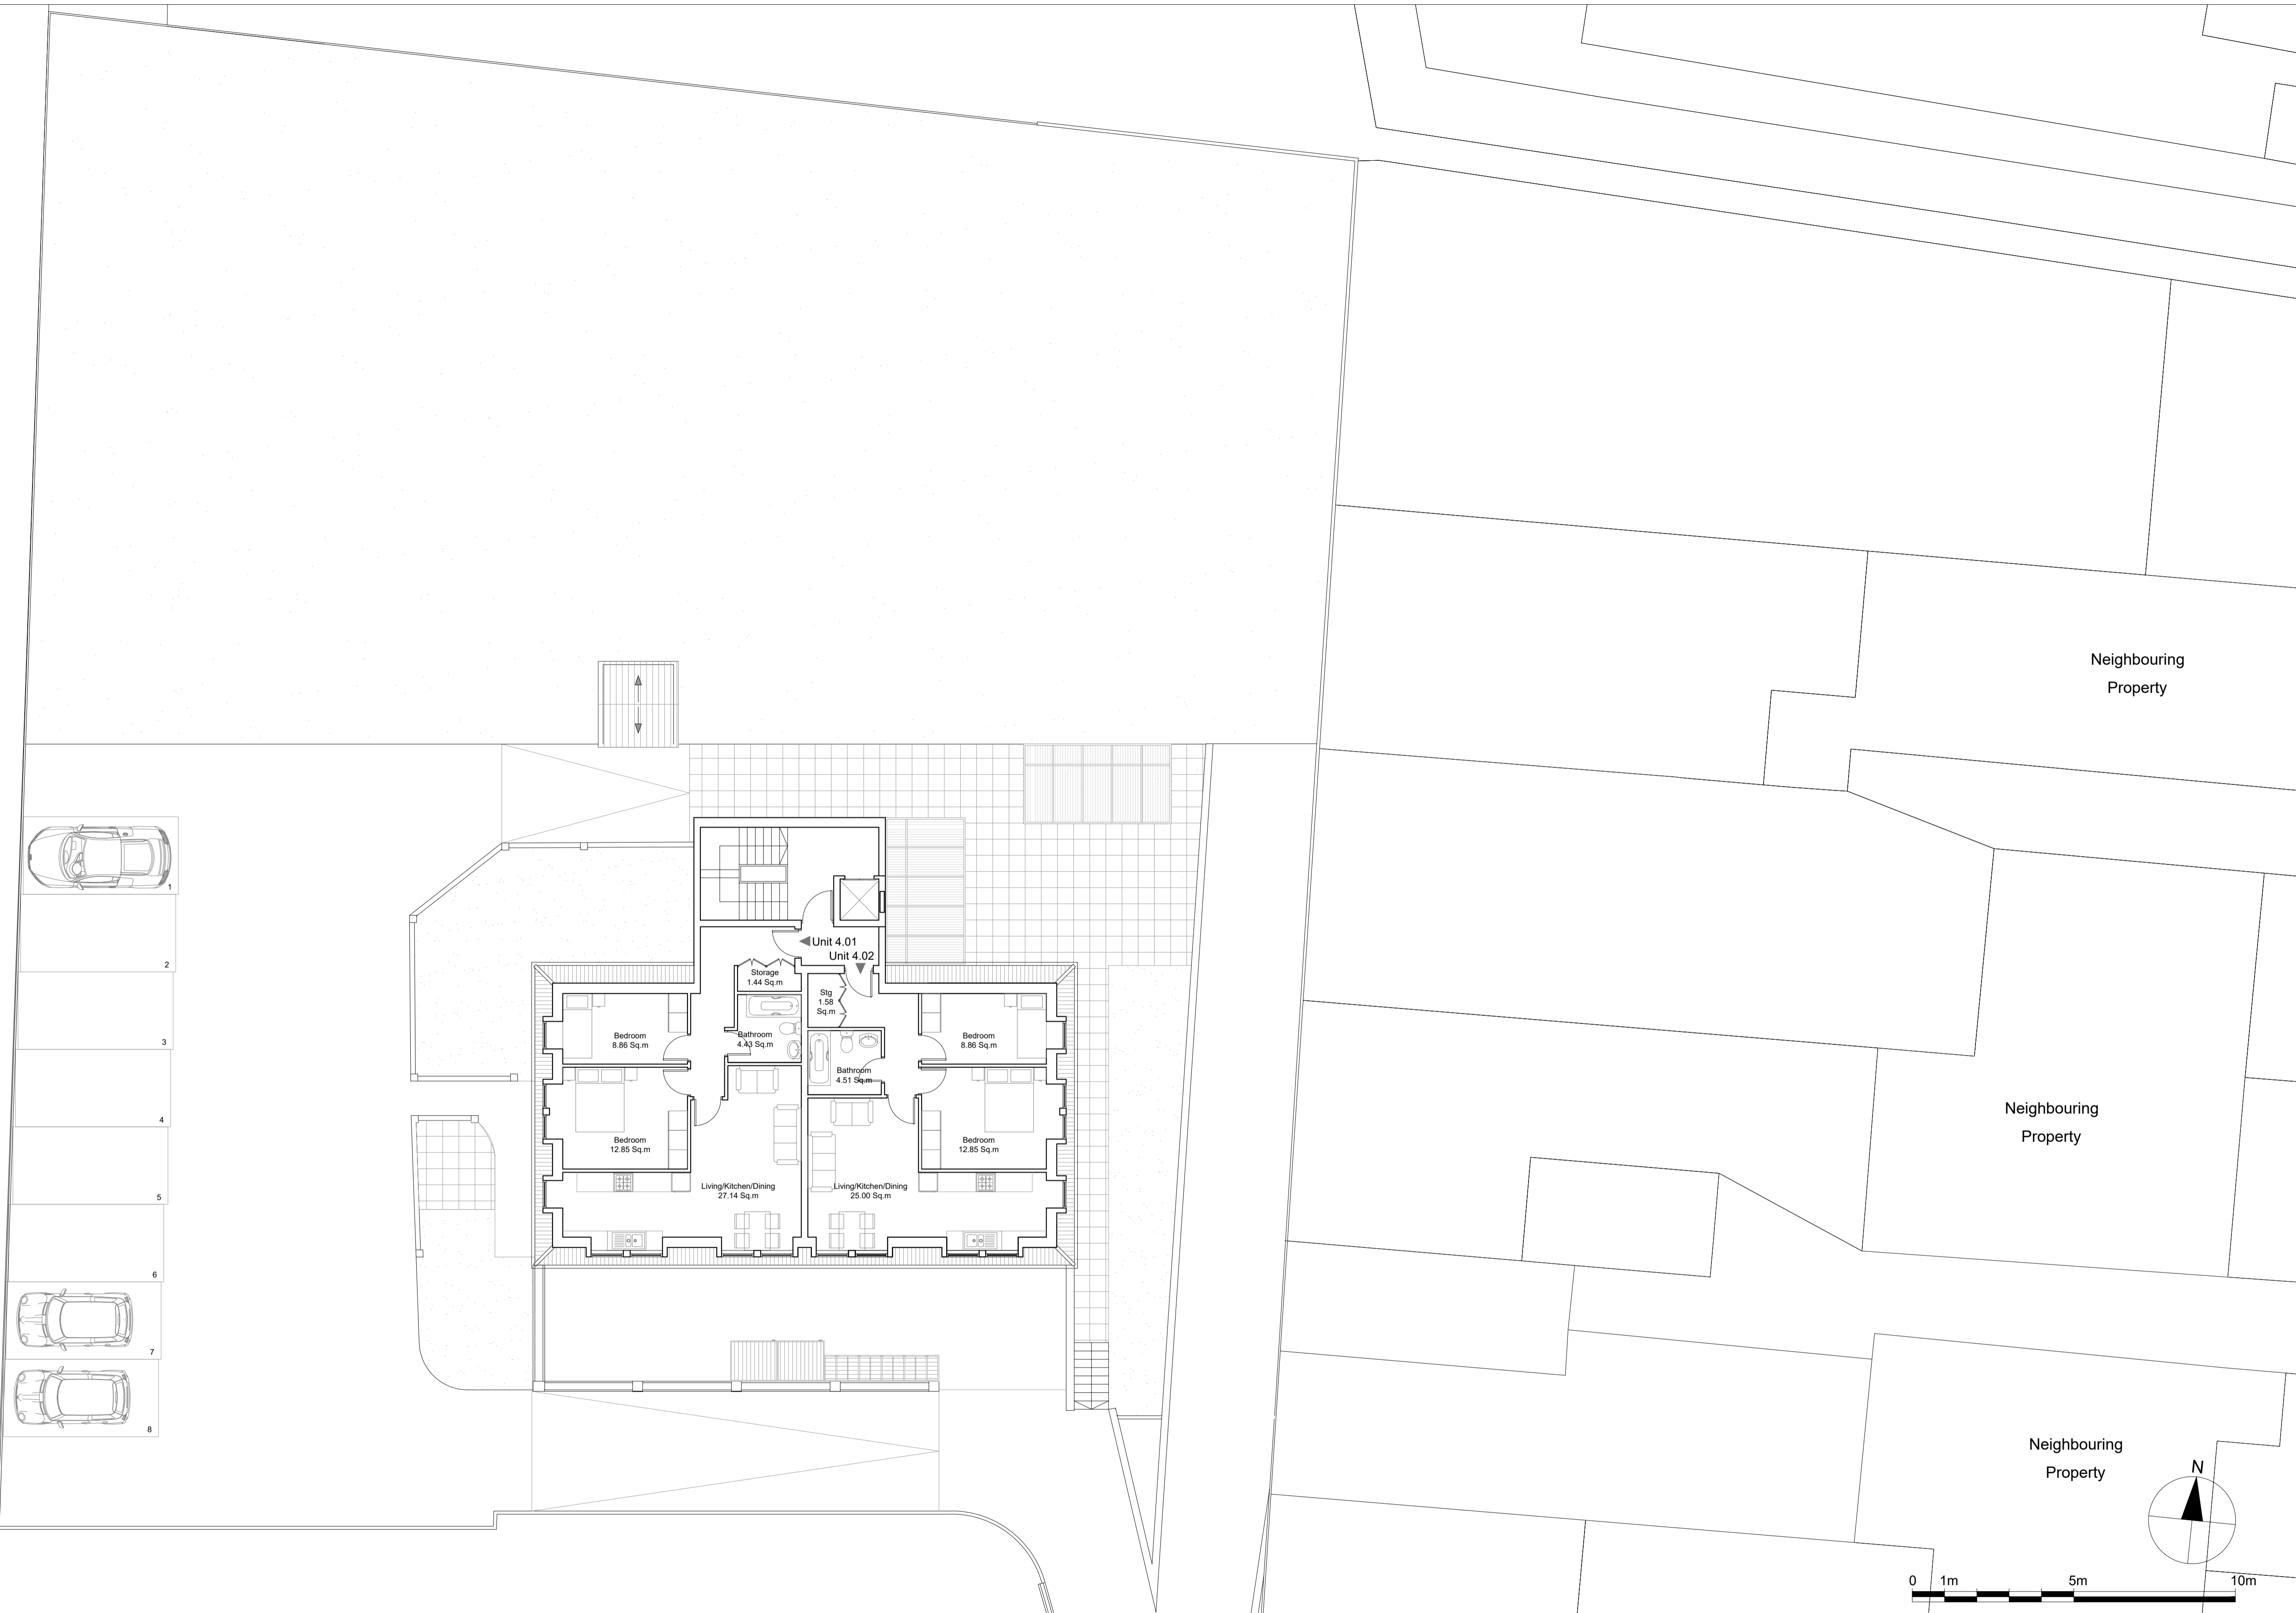 Neighbouring
Property
1
2
3
4
5
6
7
8
Unit 4.01
Unit 4.02
Storage
1.44 Sq.m
Stg
1.58
Sq.m
Bedroom
8.86 Sq.m
Bathroom
4.43 Sq.m
Bedroom
8.86 Sq.m
Bathroom
4.51 Sq.m
Bedroom
12.85 Sq.m
Bedroom
12.85 Sq.m
Living/Kitchen/Dining
27.14 Sq.m
Living/Kitchen/Dining
25.00 Sq.m
Neighbouring
Property
Neighbouring
Property
N
0 1m 5m 10m